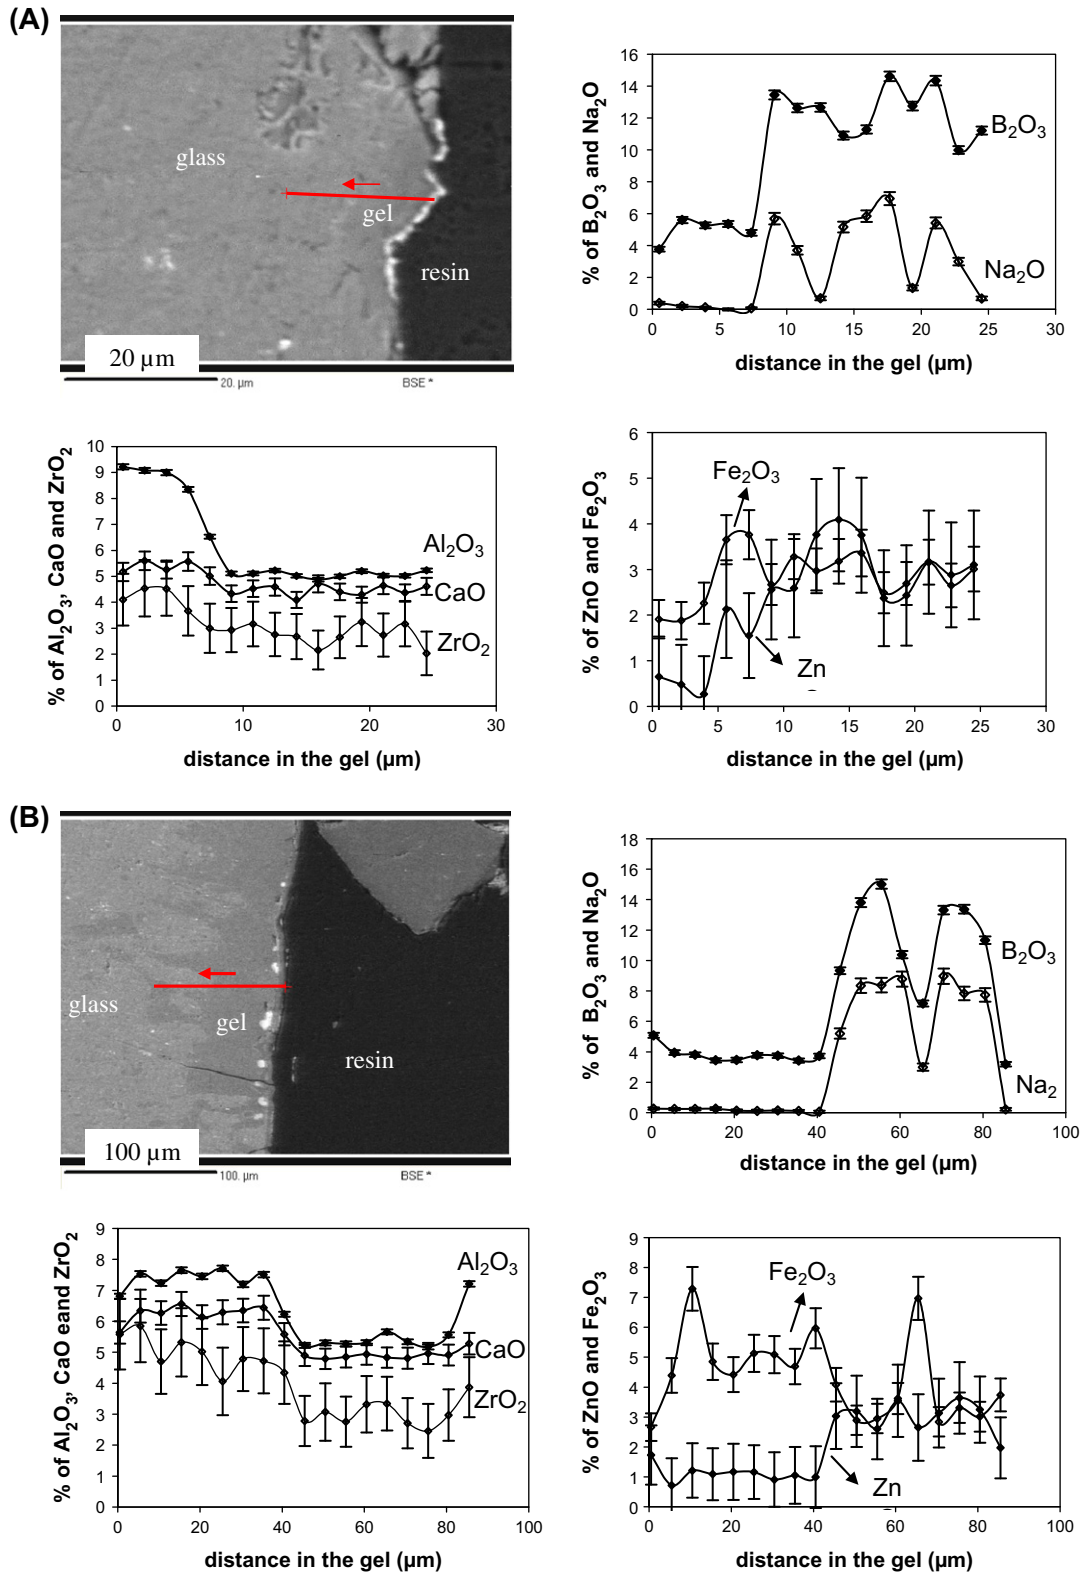 (A)
glass
gel
resin
20 µm
20. µm
BSE *
% of B₂O₃ and Na₂O
16
14
12
10
8
6
4
2
0
B₂O₃
Na₂O
0 5 10 15 20 25 30
distance in the gel (µm)
% of Al₂O₃, CaO and ZrO₂
10
9
8
7
6
5
4
3
2
1
0
Al₂O₃
CaO
ZrO₂
0 10 20 30
distance in the gel (µm)
% of ZnO and Fe₂O₃
6
5
4
3
2
1
0
Fe₂O₃
Zn
0 5 10 15 20 25 30
distance in the gel (µm)
(B)
glass
gel
resin
100 µm
100. µm
BSE *
% of B₂O₃ and Na₂O
18
16
14
12
10
8
6
4
2
0
B₂O₃
Na₂
0 20 40 60 80 100
distance in the gel (µm)
% of Al₂O₃, CaO eand ZrO₂
9
8
7
6
5
4
3
2
1
0
Al₂O₃
CaO
ZrO₂
0 20 40 60 80 100
distance in the gel (µm)
% of ZnO and Fe₂O₃
9
8
7
6
5
4
3
2
1
0
Fe₂O₃
Zn
0 20 40 60 80 100
distance in the gel (µm)